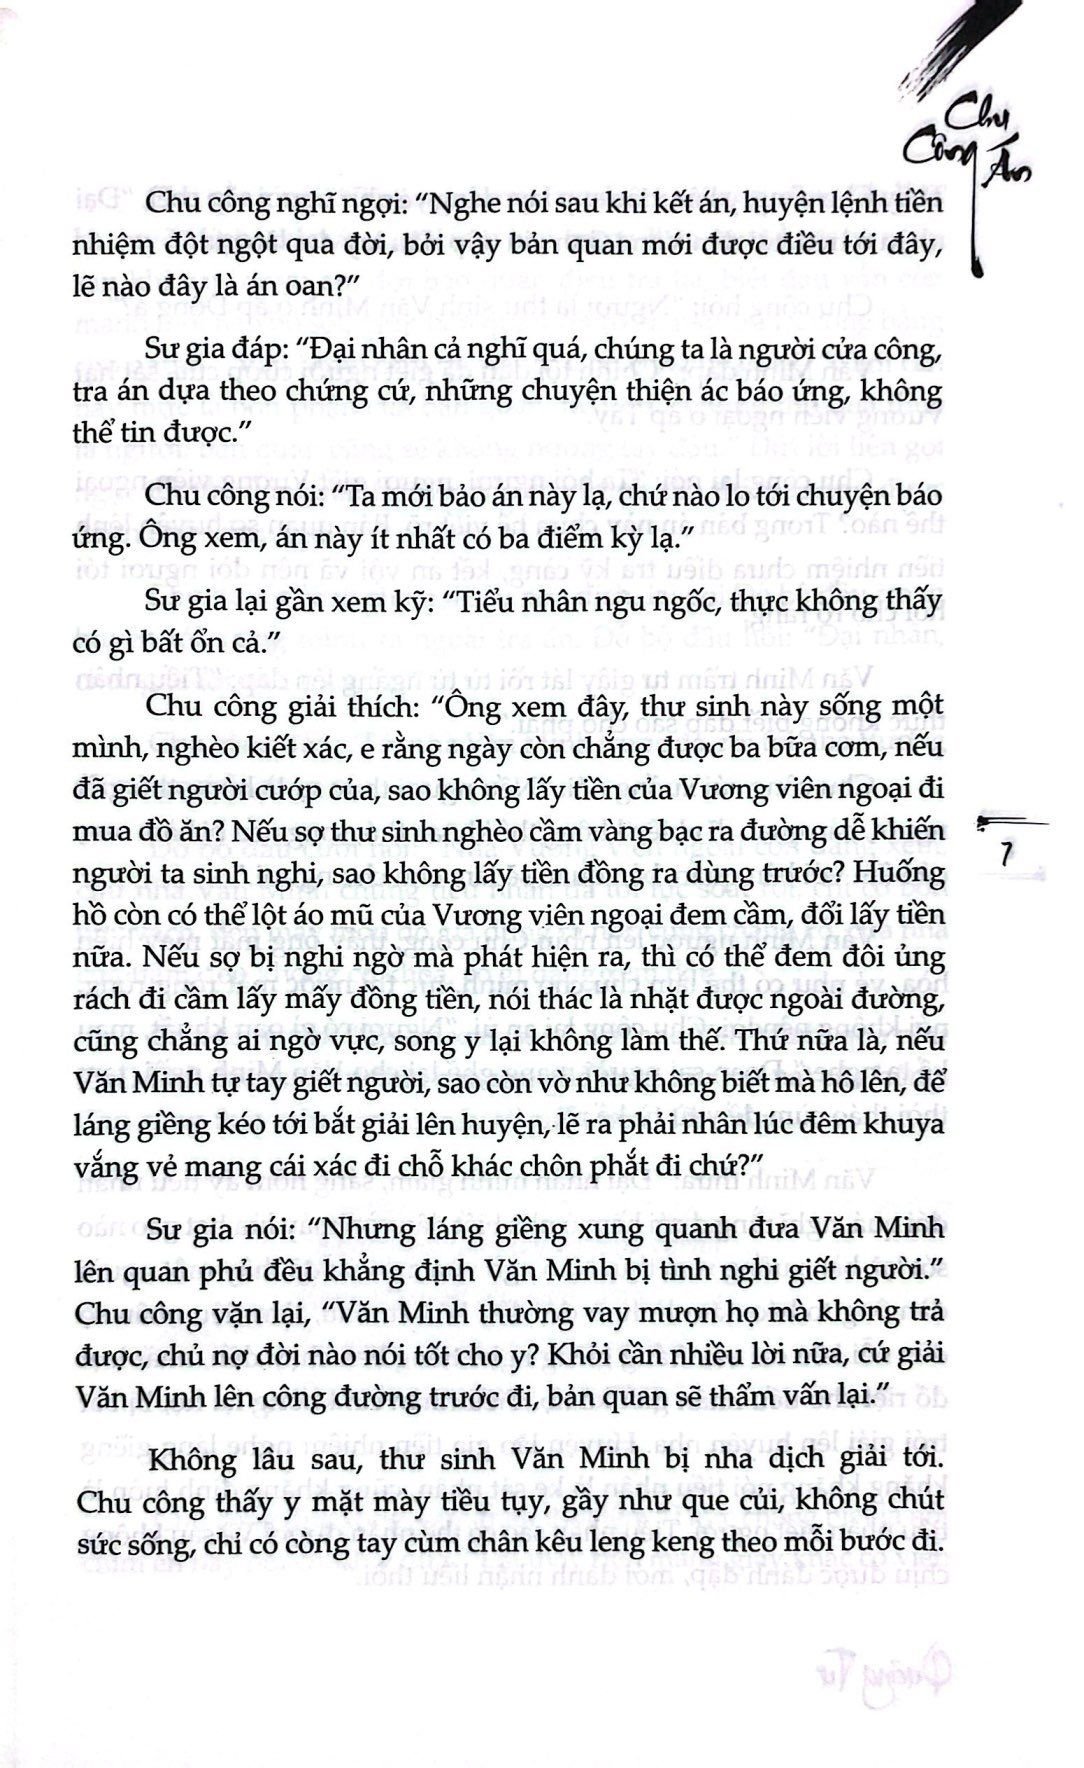 Chu
Công Án
Chu công nghĩ ngợi: “Nghe nói sau khi kết án, huyện lệnh tiền
nhiệm đột ngột qua đời, bởi vậy bản quan mới được điều tới đây,
lẽ nào đây là án oan?”
Sư gia đáp: “Đại nhân cả nghĩ quá, chúng ta là người cửa công,
tra án dựa theo chứng cứ, những chuyện thiện ác báo ứng, không
thể tin được.”
Chu công nói: “Ta mới bảo án này lạ, chứ nào lo tới chuyện báo
ứng. Ông xem, án này ít nhất có ba điểm kỳ lạ.”
Sư gia lại gần xem kỹ: “Tiểu nhân ngu ngốc, thực không thấy
có gì bất ổn cả.”
Chu công giải thích: “Ông xem đây, thư sinh này sống một
mình, nghèo kiết xác, e rằng ngày còn chẳng được ba bữa cơm, nếu
đã giết người cướp của, sao không lấy tiền của Vương viên ngoại đi
mua đồ ăn? Nếu sợ thư sinh nghèo cầm vàng bạc ra đường dễ khiến
người ta sinh nghi, sao không lấy tiền đồng ra dùng trước? Huống
hồ còn có thể lột áo mũ của Vương viên ngoại đem cầm, đổi lấy tiền
nữa. Nếu sợ bị nghi ngờ mà phát hiện ra, thì có thể đem đôi ủng
rách đi cầm lấy mấy đồng tiền, nói thác là nhặt được ngoài đường,
cũng chẳng ai ngờ vực, song y lại không làm thế. Thứ nữa là, nếu
Văn Minh tự tay giết người, sao còn vờ như không biết mà hô lên, để
láng giềng kéo tới bắt giải lên huyện, lẽ ra phải nhân lúc đêm khuya
vắng vẻ mang cái xác đi chỗ khác chôn phắt đi chứ?”
Sư gia nói: “Nhưng láng giềng xung quanh đưa Văn Minh
lên quan phủ đều khẳng định Văn Minh bị tình nghi giết người.”
Chu công vặn lại, “Văn Minh thường vay mượn họ mà không trả
được, chủ nợ đời nào nói tốt cho y? Khỏi cần nhiều lời nữa, cứ giải
Văn Minh lên công đường trước đi, bản quan sẽ thẩm vấn lại.”
Không lâu sau, thư sinh Văn Minh bị nha dịch giải tới.
Chu công thấy y mặt mày tiều tụy, gầy như que củi, không chút
sức sống, chỉ có còng tay cùm chân kêu leng keng theo mỗi bước đi.
7